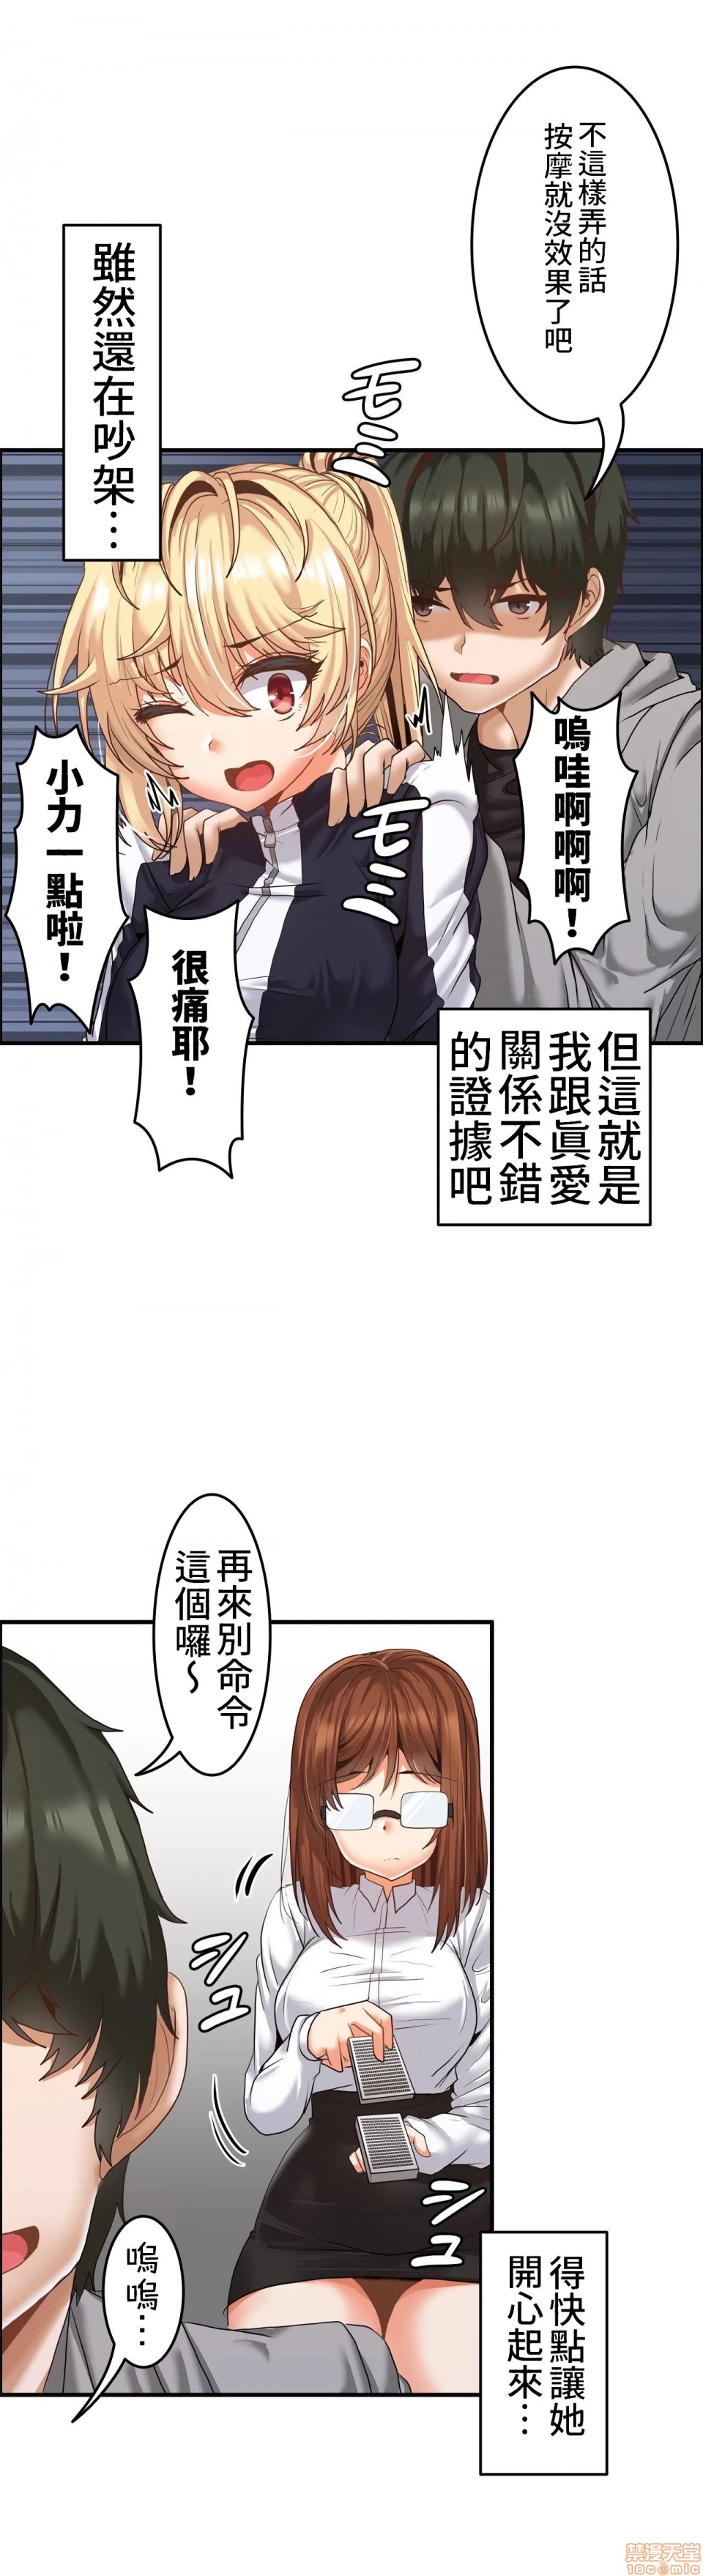 不這樣弄的話
按摩就沒效果了吧
雖然還在吵架…
モミ
嗚哇啊啊啊！
モミ
小力一點啦！
很痛耶！
但這就是
我跟眞愛
關係不錯
的證據吧
再來別命令
這個囉～
シュ
シュ
嗚
嗚…
得快點讓她
開心起來…
禁漫天堂
18comic